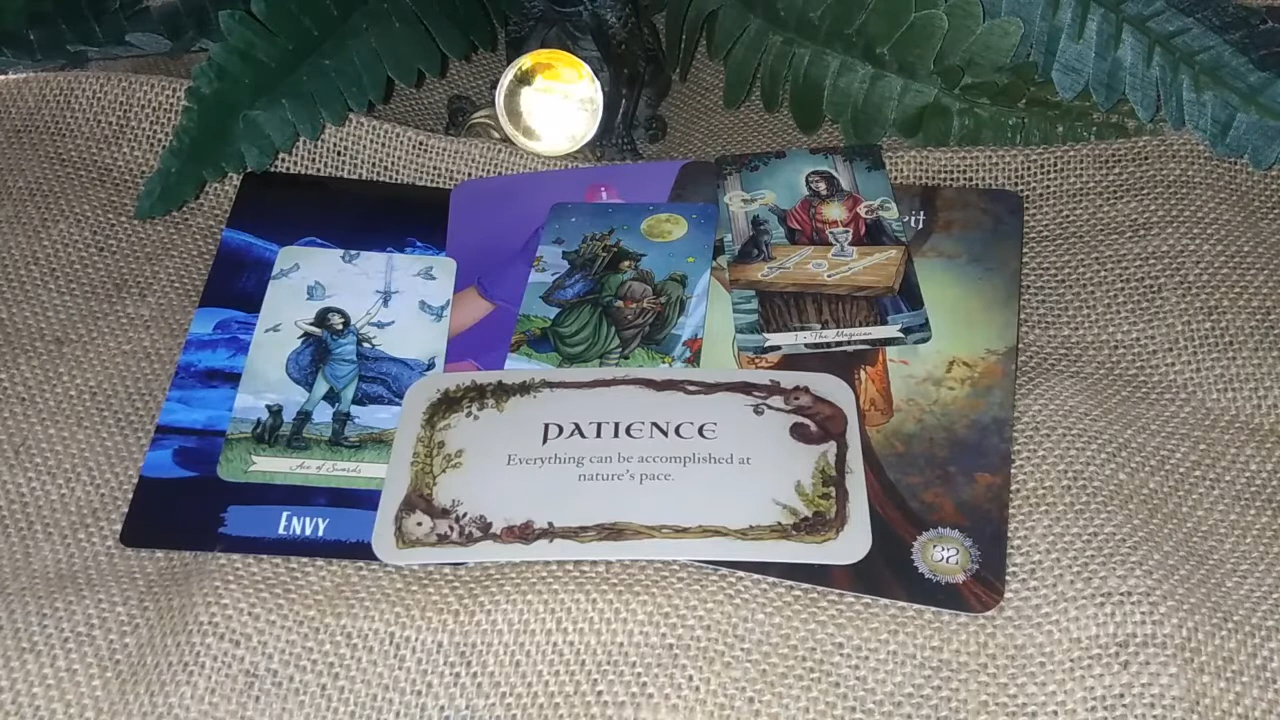 1 • The Magician
Ace of Swords
PATIENCE
Everything can be accomplished at
nature's pace.
ENVY
32